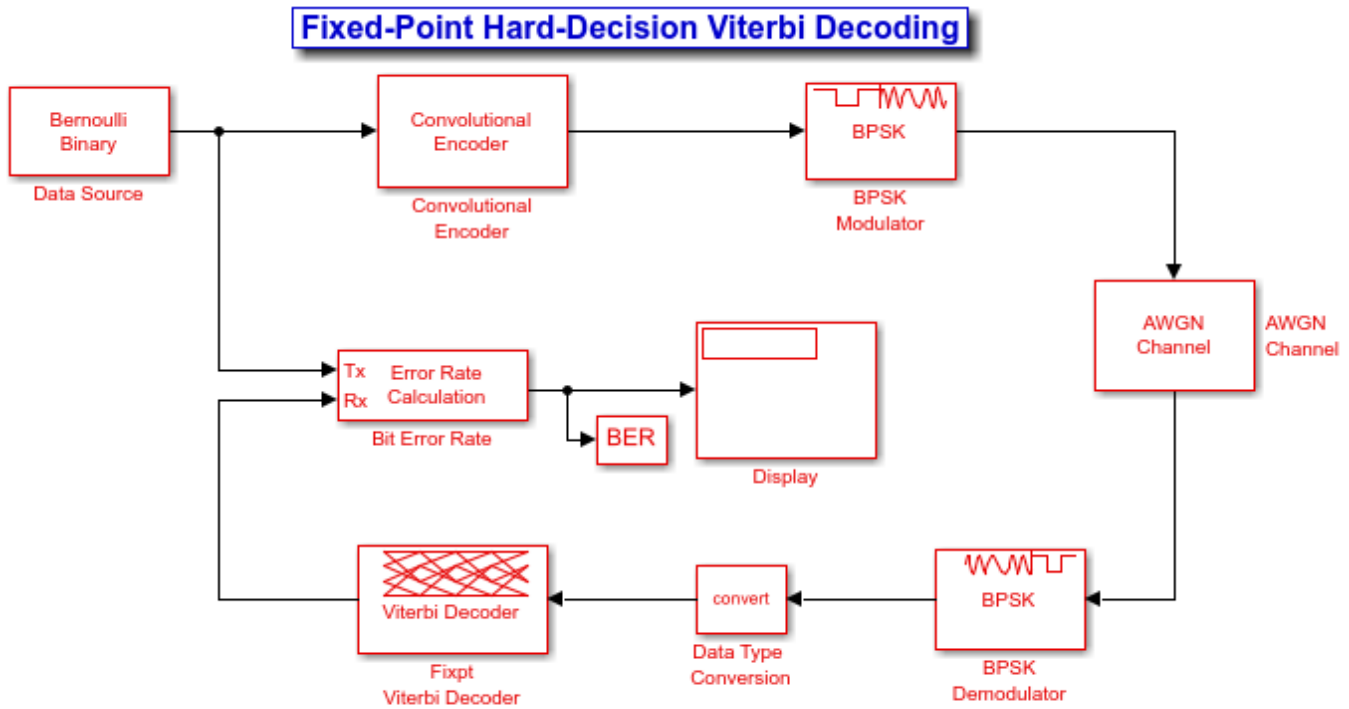 Fixed-Point Hard-Decision Viterbi Decoding
Bernoulli
Binary
Data Source
Convolutional
Encoder
Convolutional
Encoder
BPSK
BPSK
Modulator
AWGN
Channel
AWGN
Channel
Tx
Rx
Error Rate
Calculation
Bit Error Rate
BER
Display
Viterbi Decoder
Fixpt
Viterbi Decoder
convert
Data Type
Conversion
BPSK
BPSK
Demodulator